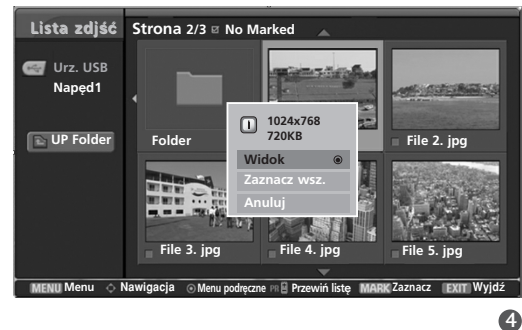 Lista zdjść
Strona 2/3 No Marked
Urz. USB
Napęd1
UP Folder
Folder
1024x768
720KB
Widok
Zaznacz wsz.
Anuluj
File 2. jpg
File 3. jpg
File 4. jpg
File 5. jpg
MENU Menu Nawigacja Menu podręczne PR Przewiń listę MARK Zaznacz EXIT Wyjdź
4